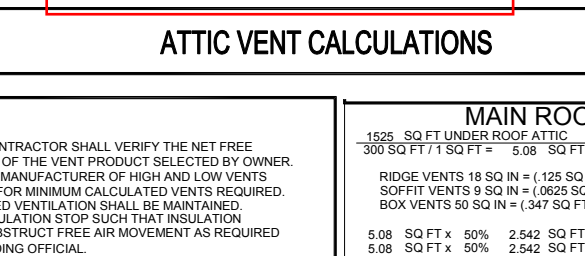 ATTIC VENT CALCULATIONS
NTRACTOR SHALL VERIFY THE NET FREE
OF THE VENT PRODUCT SELECTED BY OWNER.
MANUFACTURER OF HIGH AND LOW VENTS
FOR MINIMUM CALCULATED VENTS REQUIRED.
ED VENTILATION SHALL BE MAINTAINED.
ULATION STOP SUCH THAT INSULATION
BSTRUCT FREE AIR MOVEMENT AS REQUIRED
DING OFFICIAL.
MAIN ROO
1525 SQ FT UNDER ROOF ATTIC
300 SQ FT / 1 SQ FT = 5.08 SQ FT
RIDGE VENTS 18 SQ IN = (.125 SQ
SOFFIT VENTS 9 SQ IN = (.0625 SQ
BOX VENTS 50 SQ IN = (.347 SQ FT
5.08 SQ FT x 50% 2.542 SQ FT
5.08 SQ FT x 50% 2.542 SQ FT